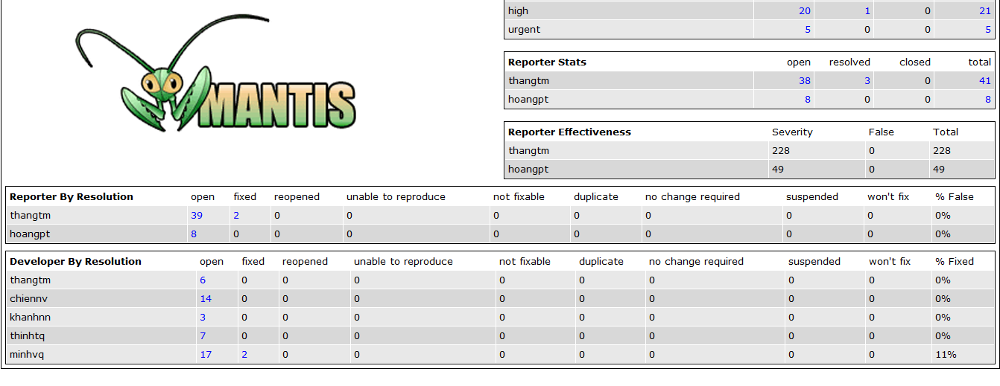 high 20 1 0 21
urgent 5 0 0 5
MANTIS
Reporter Stats open resolved closed total
thangtm 38 3 0 41
hoangpt 8 0 0 8
Reporter Effectiveness Severity False Total
thangtm 228 0 228
hoangpt 49 0 49
Reporter By Resolution open fixed reopened unable to reproduce not fixable duplicate no change required suspended won't fix % False
thangtm 39 2 0 0 0 0 0 0 0 0%
hoangpt 8 0 0 0 0 0 0 0 0 0%
Developer By Resolution open fixed reopened unable to reproduce not fixable duplicate no change required suspended won't fix % Fixed
thangtm 6 0 0 0 0 0 0 0 0 0%
chiennv 14 0 0 0 0 0 0 0 0 0%
khanhnn 3 0 0 0 0 0 0 0 0 0%
thinhtq 7 0 0 0 0 0 0 0 0 0%
minhvq 17 2 0 0 0 0 0 0 0 11%